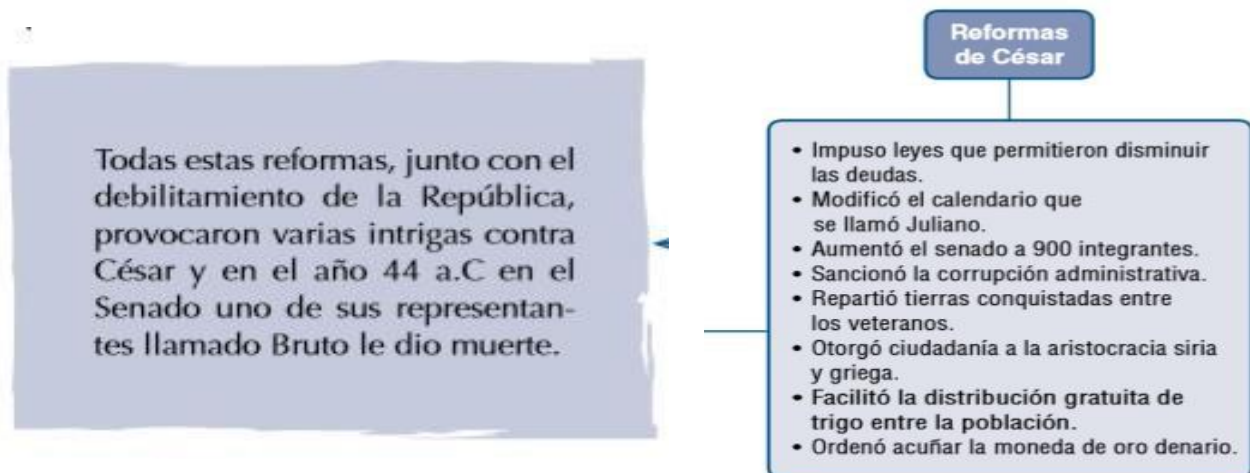 Todas estas reformas, junto con el
debilitamiento de la República,
provocaron varias intrigas contra
César y en el año 44 a.C en el
Senado uno de sus representan-
tes llamado Bruto le dio muerte.
Reformas
de César
• Impuso leyes que permitieron disminuir
las deudas.
• Modificó el calendario que
se llamó Juliano.
• Aumentó el senado a 900 integrantes.
• Sancionó la corrupción administrativa.
• Repartió tierras conquistadas entre
los veteranos.
• Otorgó ciudadanía a la aristocracia siria
y griega.
• Facilitó la distribución gratuita de
trigo entre la población.
• Ordenó acuñar la moneda de oro denario.